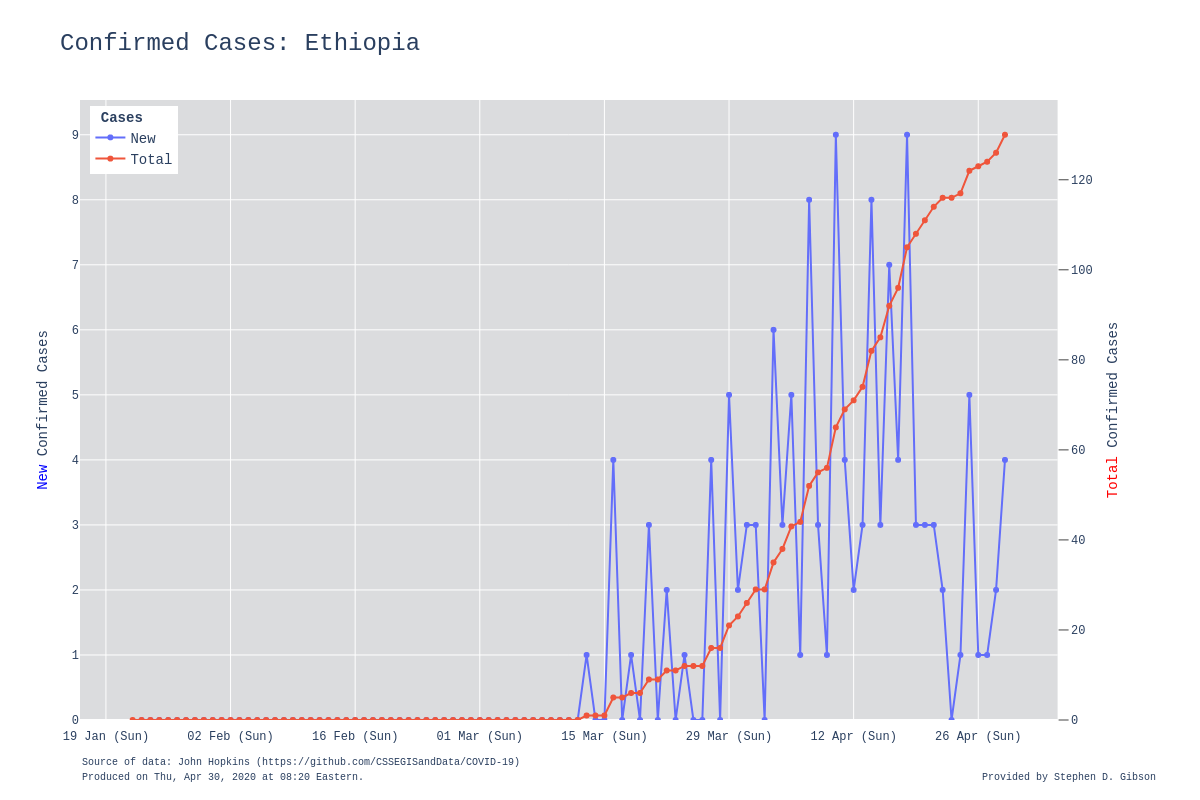 Confirmed Cases: Ethiopia
Cases
New
Total
9
8
7
6
5
4
3
2
1
0
New Confirmed Cases
120
100
80
60
40
20
0
Total Confirmed Cases
19 Jan (Sun) 02 Feb (Sun) 16 Feb (Sun) 01 Mar (Sun) 15 Mar (Sun) 29 Mar (Sun) 12 Apr (Sun) 26 Apr (Sun)
Source of data: John Hopkins (https://github.com/CSSEGISandData/COVID-19)
Produced on Thu, Apr 30, 2020 at 08:20 Eastern.
Provided by Stephen D. Gibson